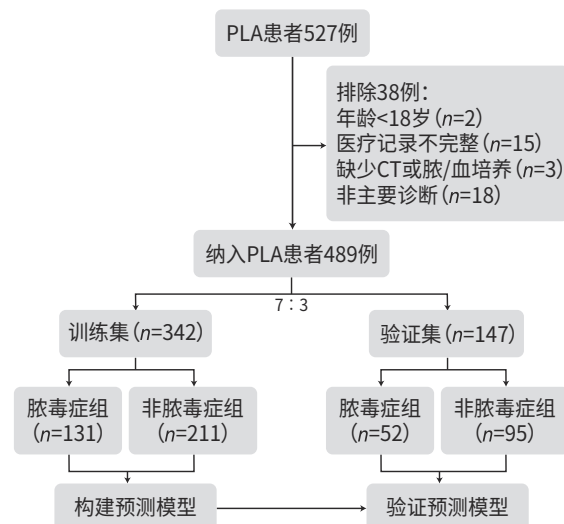 PLA患者527例
排除38例：
年龄<18岁（n=2）
医疗记录不完整（n=15）
缺少CT或脓/血培养（n=3）
非主要诊断（n=18）
纳入PLA患者489例
7∶3
训练集（n=342）
验证集（n=147）
脓毒症组
（n=131）
非脓毒症组
（n=211）
脓毒症组
（n=52）
非脓毒症组
（n=95）
构建预测模型
验证预测模型